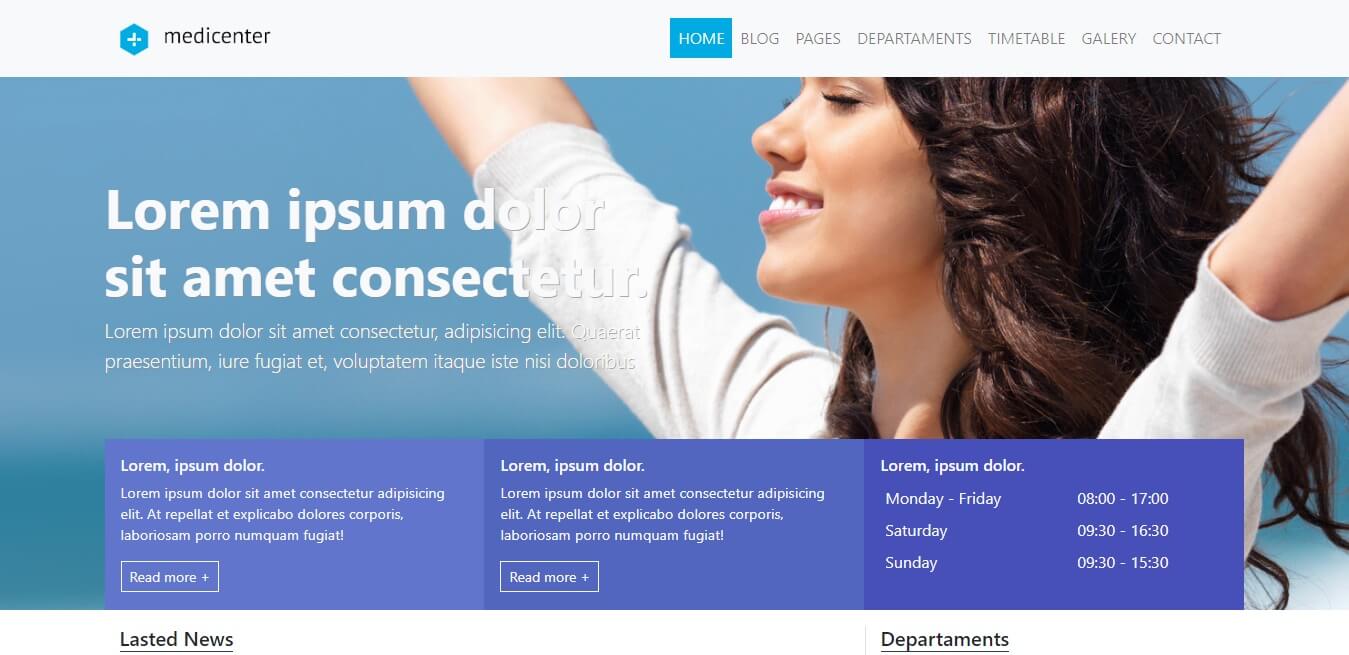 medicenter
HOME BLOG PAGES DEPARTAMENTS TIMETABLE GALERY CONTACT
Lorem ipsum dolor
sit amet consectetur.
Lorem ipsum dolor sit amet consectetur, adipisicing elit. Quaerat
praesentium, iure fugiat et, voluptatem itaque iste nisi doloribus
Lorem, ipsum dolor.
Lorem ipsum dolor sit amet consectetur adipisicing
elit. At repellat et explicabo dolores corporis,
laboriosam porro numquam fugiat!
Read more +
Lorem, ipsum dolor.
Lorem ipsum dolor sit amet consectetur adipisicing
elit. At repellat et explicabo dolores corporis,
laboriosam porro numquam fugiat!
Read more +
Lorem, ipsum dolor.
Monday - Friday 08:00 - 17:00
Saturday 09:30 - 16:30
Sunday 09:30 - 15:30
Lasted News
Departaments